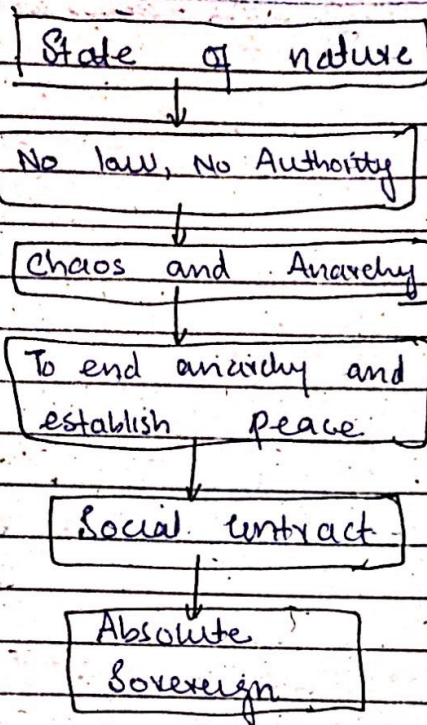 State of nature
No law, No Authority
Chaos and Anarchy
To end anarchy and
establish peace
Social contract
Absolute
Sovereign